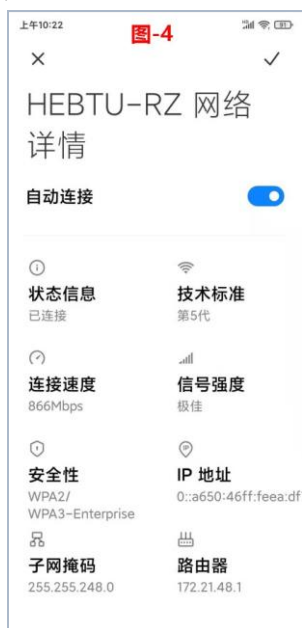 上午10:22
图-4
HEBTU-RZ 网络
详情
自动连接
状态信息
已连接
技术标准
第5代
连接速度
866Mbps
信号强度
极佳
安全性
WPA2/
WPA3-Enterprise
IP 地址
0::a650:46ff:feea:df
子网掩码
255.255.248.0
路由器
172.21.48.1